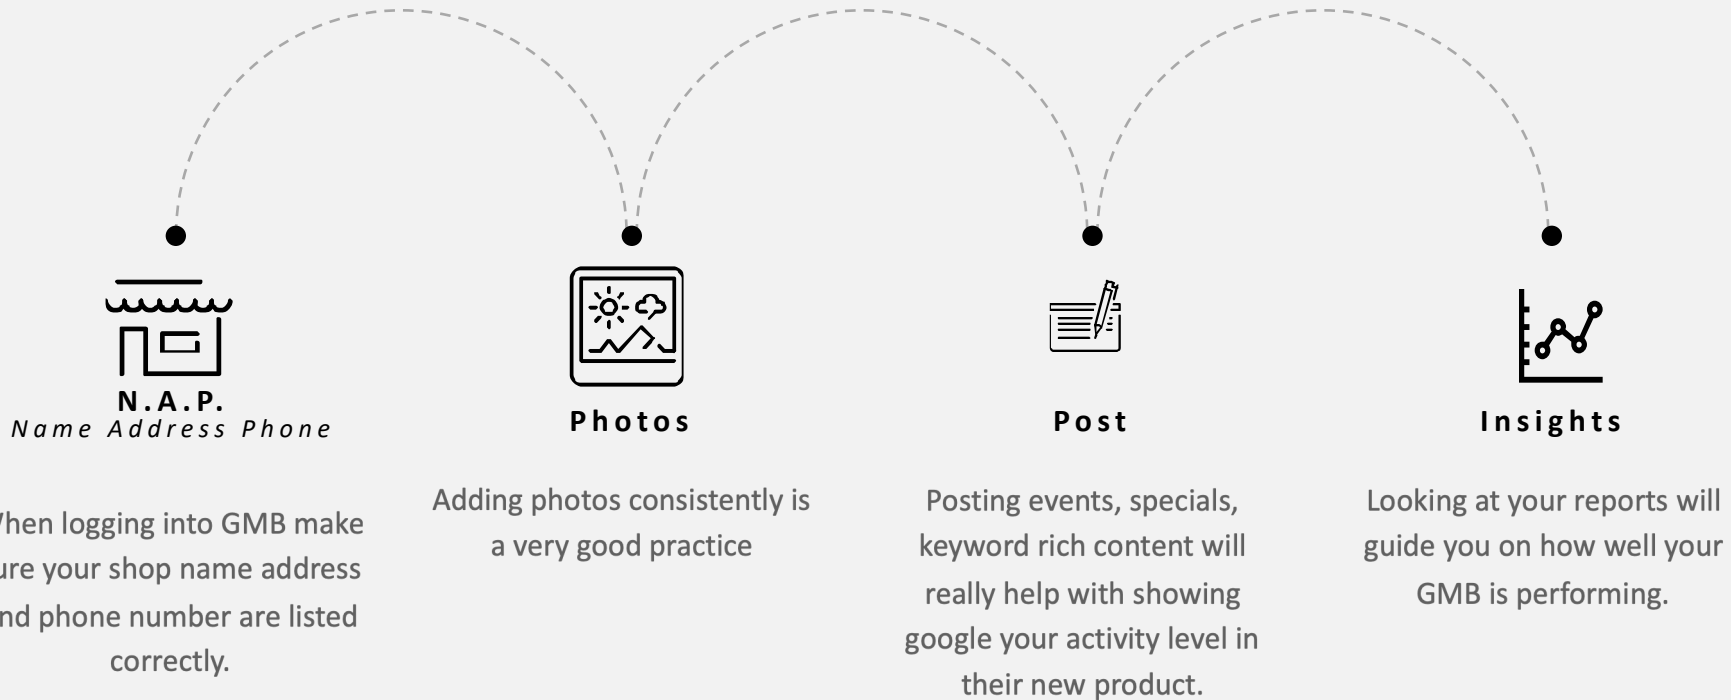 N.A.P.
Name Address Phone
hen logging into GMB make
ure your shop name address
nd phone number are listed
correctly.
Photos
Adding photos consistently is
a very good practice
Post
Posting events, specials,
keyword rich content will
really help with showing
google your activity level in
their new product.
Insights
Looking at your reports will
guide you on how well your
GMB is performing.